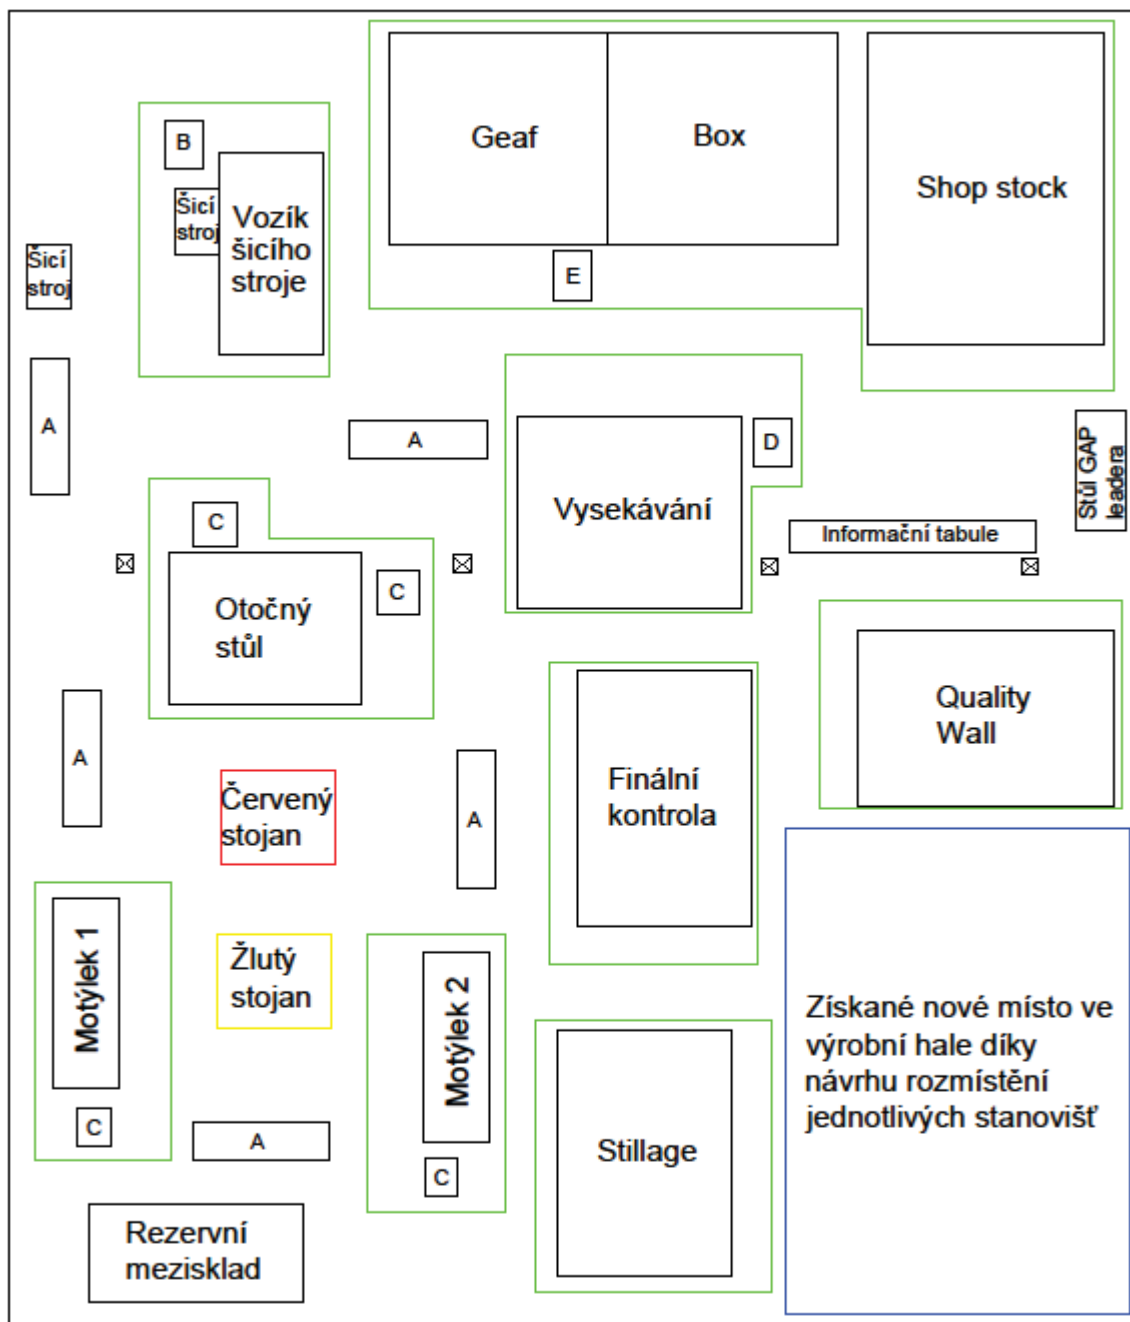 Geaf
Box
Shop stock
B
Šicí
stroj
Vozík
šicího
stroje
Šicí
stroj
E
A
A
D
Stůl GAP
leadera
Vysekávání
Informační tabule
C
C
Otočný
stůl
Quality
Wall
A
Finální
kontrola
Červený
stojan
A
Motýlek 1
Žlutý
stojan
Motýlek 2
Získané nové místo ve
výrobní hale díky
návrhu rozmístění
jednotlivých stanovišť
C
A
Stillage
C
Rezervní
mezisklad